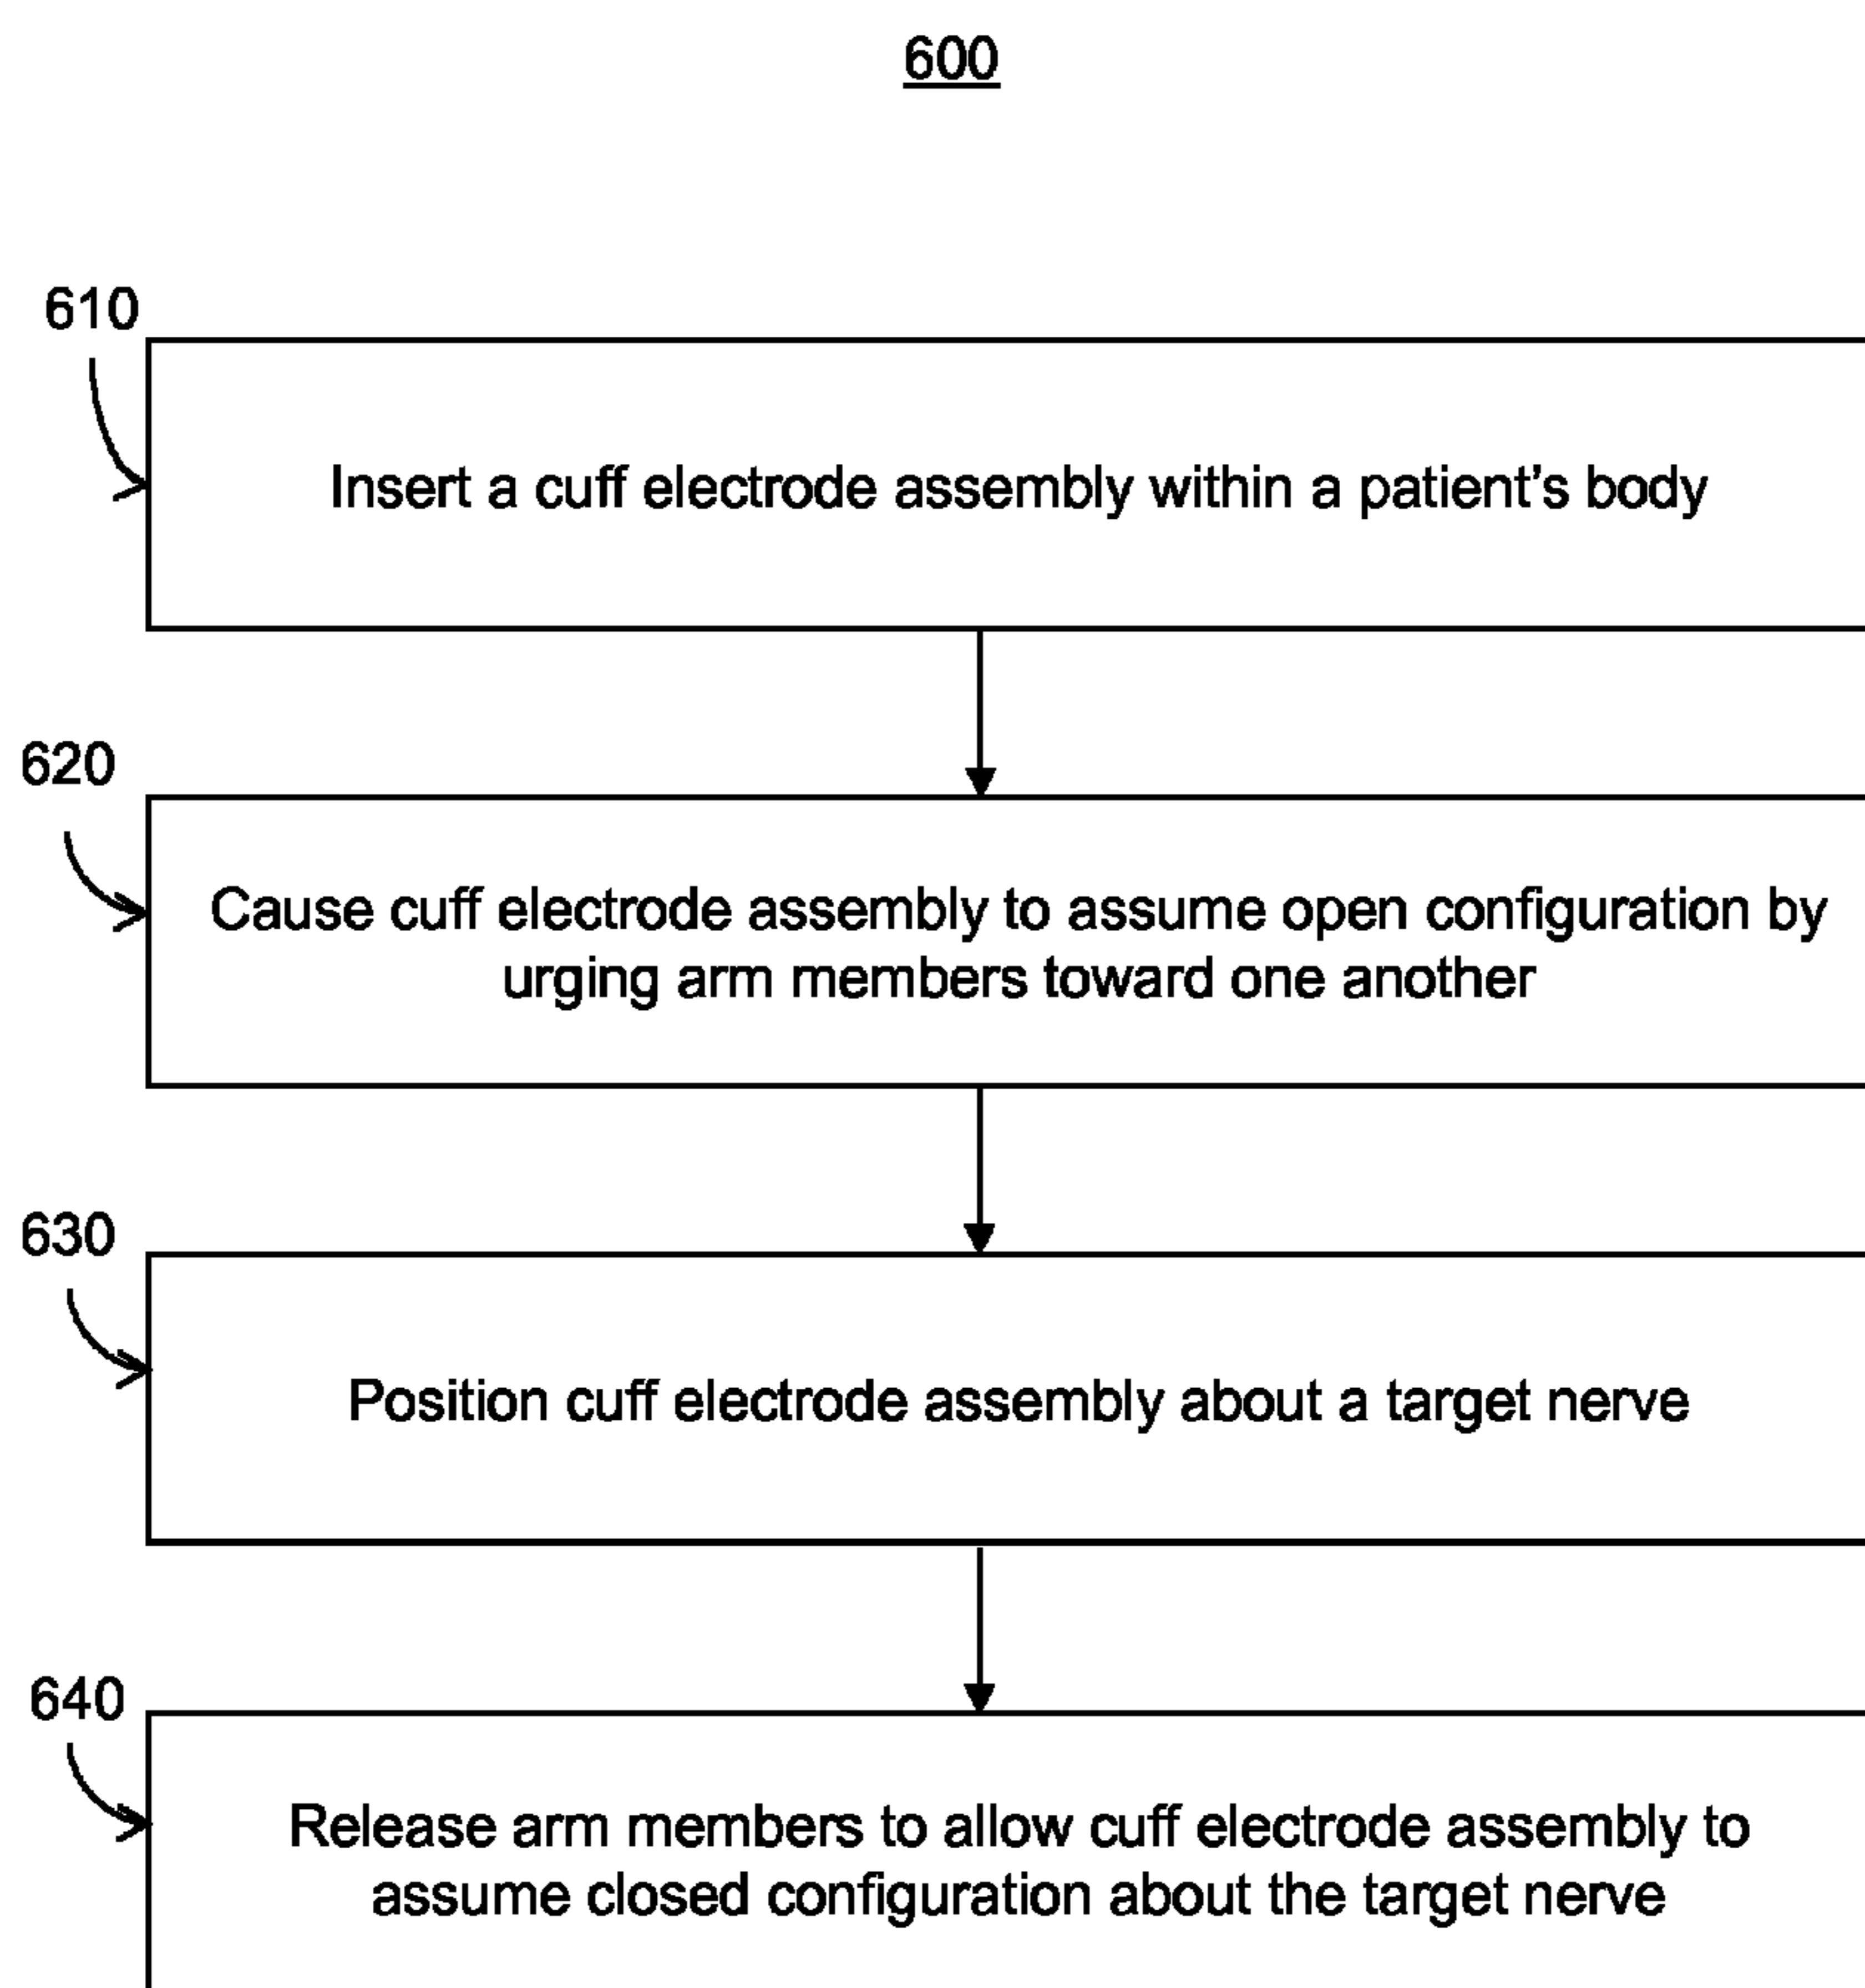 600
610
Insert a cuff electrode assembly within a patient's body
620
Cause cuff electrode assembly to assume open configuration by
urging arm members toward one another
630
Position cuff electrode assembly about a target nerve
640
Release arm members to allow cuff electrode assembly to
assume closed configuration about the target nerve